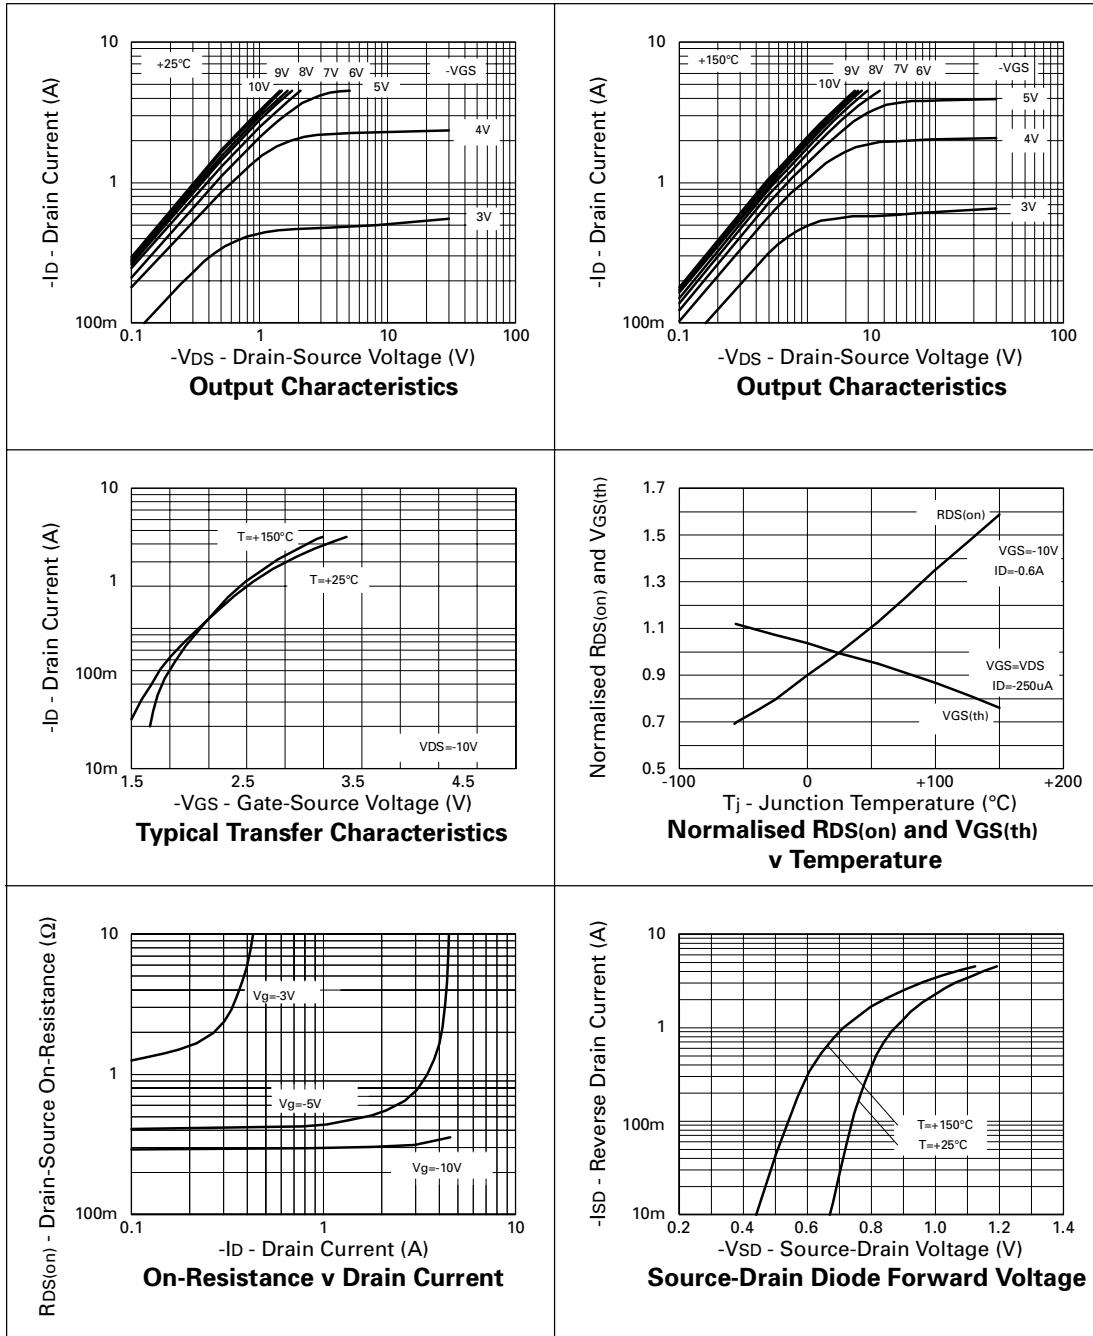 10
+25°C
9V 8V 7V 6V
-VGS
10V
5V
4V
1
3V
100m
0.1 1 10 100
-ID - Drain Current (A)
-VDS - Drain-Source Voltage (V)
Output Characteristics
10
+150°C
9V 8V 7V 6V
-VGS
10V
5V
4V
1
3V
100m
0.1 10 100
-ID - Drain Current (A)
-VDS - Drain-Source Voltage (V)
Output Characteristics
10
T=+150°C
T=+25°C
1
100m
VDS=-10V
10m
1.5 2.5 3.5 4.5
-ID - Drain Current (A)
-VGS - Gate-Source Voltage (V)
Typical Transfer Characteristics
1.7
RDS(on)
1.5
VGS=-10V
ID=-0.6A
1.3
1.1
0.9
VGS=VDS
ID=-250uA
0.7
VGS(th)
0.5
-100 0 +100 +200
Normalised RDS(on) and VGS(th)
Tj - Junction Temperature (°C)
Normalised RDS(on) and VGS(th)
v Temperature
10
Vg=-3V
1
Vg=-5V
Vg=-10V
100m
0.1 1 10
RDS(on) - Drain-Source On-Resistance (Ω)
-ID - Drain Current (A)
On-Resistance v Drain Current
10
1
100m
T=+150°C
T=+25°C
10m
0.2 0.4 0.6 0.8 1.0 1.2 1.4
-ISD - Reverse Drain Current (A)
-VSD - Source-Drain Voltage (V)
Source-Drain Diode Forward Voltage